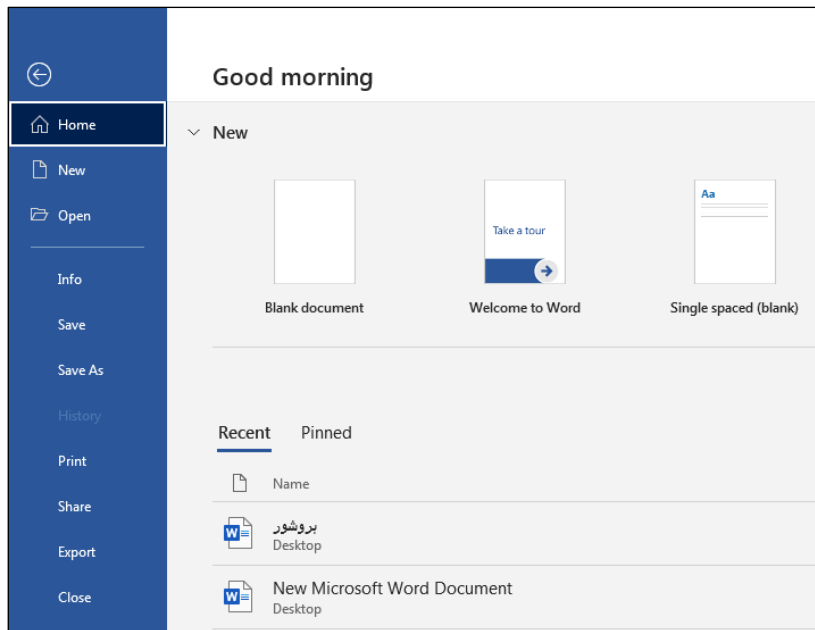 Good morning
Home
New
Open
Info
Save
Save As
History
Print
Share
Export
Close
New
Aa
Take a tour
Blank document
Welcome to Word
Single spaced (blank)
Recent
Pinned
Name
W
بروشور
Desktop
W
New Microsoft Word Document
Desktop